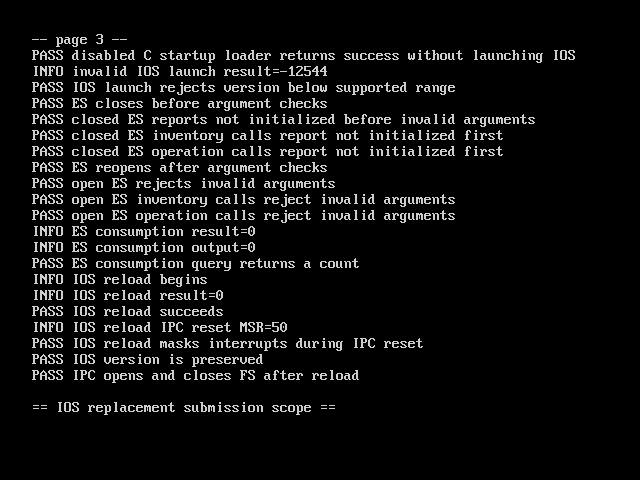 -- page 3 --
PASS disabled C startup loader returns success without launching IOS
INFO invalid IOS launch result=-12544
PASS IOS launch rejects version below supported range
PASS ES closes before argument checks
PASS closed ES reports not initialized before invalid arguments
PASS closed ES inventory calls report not initialized first
PASS closed ES operation calls report not initialized first
PASS ES reopens after argument checks
PASS open ES rejects invalid arguments
PASS open ES inventory calls reject invalid arguments
PASS open ES operation calls reject invalid arguments
INFO ES consumption result=0
INFO ES consumption output=0
PASS ES consumption query returns a count
INFO IOS reload begins
INFO IOS reload result=0
PASS IOS reload succeeds
INFO IOS reload IPC reset MSR=50
PASS IOS reload masks interrupts during IPC reset
PASS IOS version is preserved
PASS IPC opens and closes FS after reload
== IOS replacement submission scope ==